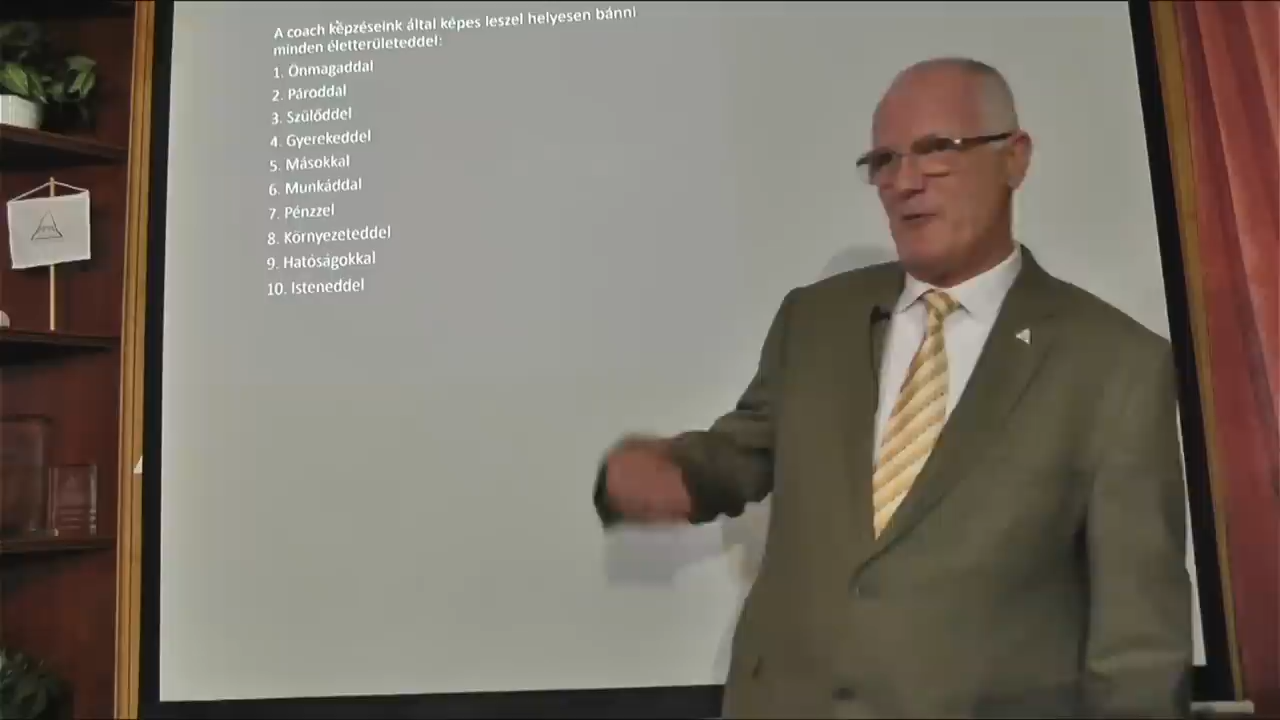 A coach képzéseink által képes leszel helyesen bánni
minden életterületeddel:
1. Önmagaddal
2. Pároddal
3. Szülőddel
4. Gyerekeddel
5. Másokkal
6. Munkáddal
7. Pénzzel
8. Környezeteddel
9. Hatóságokkal
10. Isteneddel